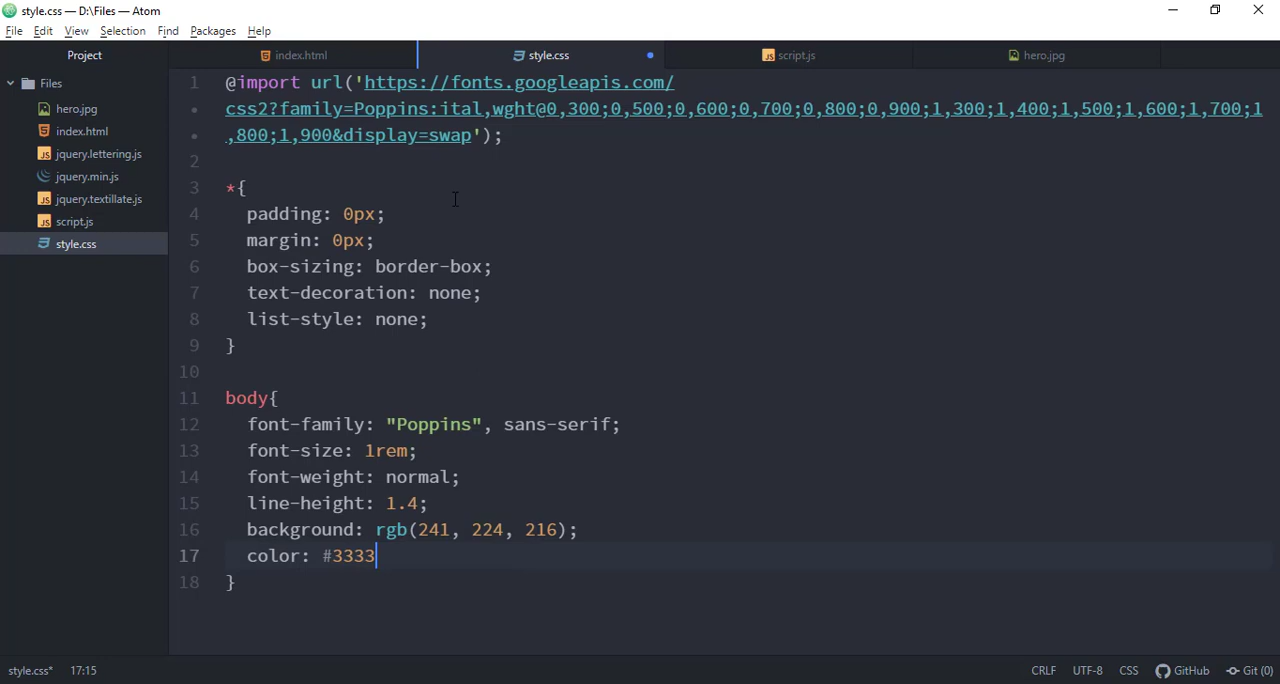 style.css — D:\Files — Atom
File Edit View Selection Find Packages Help
Project
index.html
style.css
script.js
hero.jpg
Files
hero.jpg
index.html
jquery.lettering.js
jquery.min.js
jquery.textillate.js
script.js
style.css
1 @import url('https://fonts.googleapis.com/
• css2?family=Poppins:ital,wght@0,300;0,500;0,600;0,700;0,800;0,900;1,300;1,400;1,500;1,600;1,700;1
• ,800;1,900&display=swap');
2
3 *{
4 padding: 0px;
5 margin: 0px;
6 box-sizing: border-box;
7 text-decoration: none;
8 list-style: none;
9 }
10
11 body{
12 font-family: "Poppins", sans-serif;
13 font-size: 1rem;
14 font-weight: normal;
15 line-height: 1.4;
16 background: rgb(241, 224, 216);
17 color: #3333
18 }
style.css* 17:15 CRLF UTF-8 CSS GitHub Git (0)